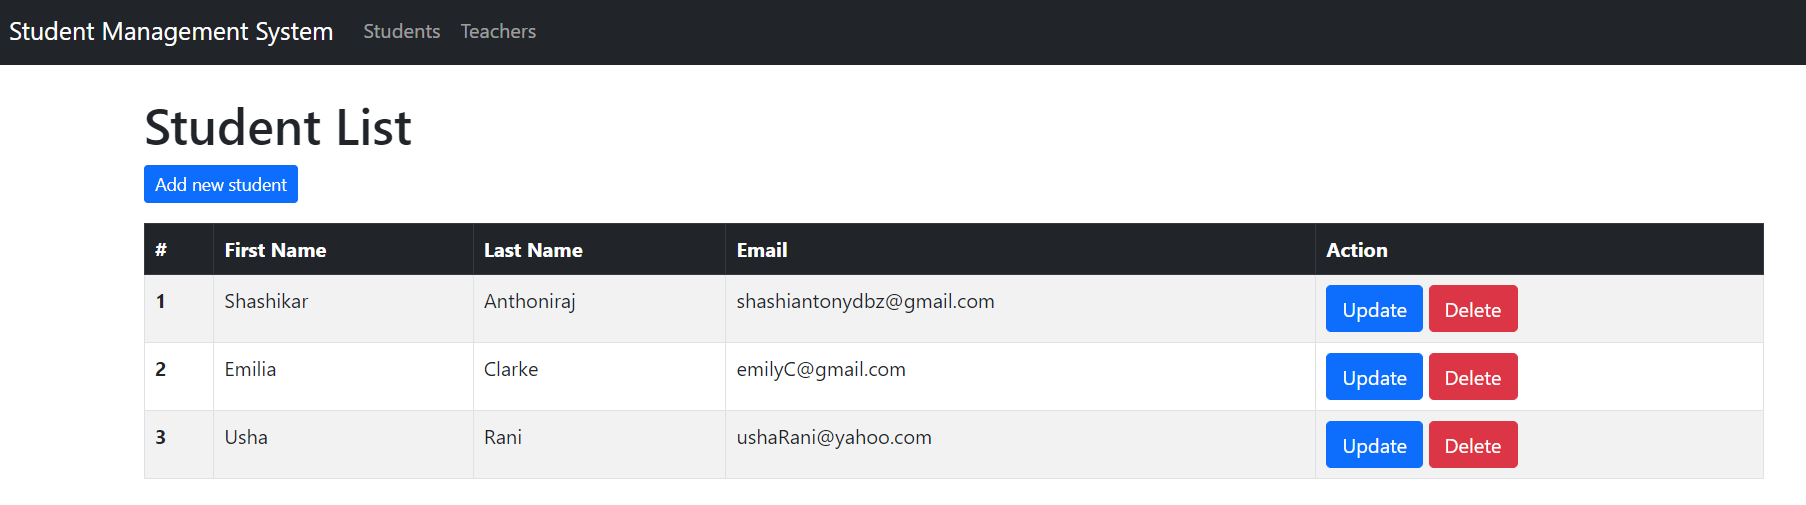 Student Management System Students Teachers
Student List
Add new student
# First Name Last Name Email Action
1 Shashikar Anthoniraj shashiantonydbz@gmail.com Update Delete
2 Emilia Clarke emilyC@gmail.com Update Delete
3 Usha Rani ushaRani@yahoo.com Update Delete